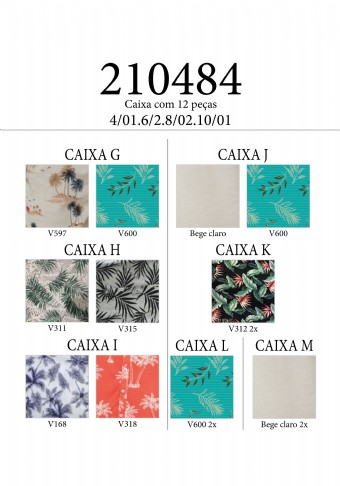 210484
Caixa com 12 peças
4/01.6/2.8/02.10/01
CAIXA G
V597
V600
CAIXA J
Bege claro
V600
CAIXA H
V311
V315
CAIXA K
V312 2x
CAIXA I
V168
V318
CAIXA L
V600 2x
CAIXA M
Bege claro 2x